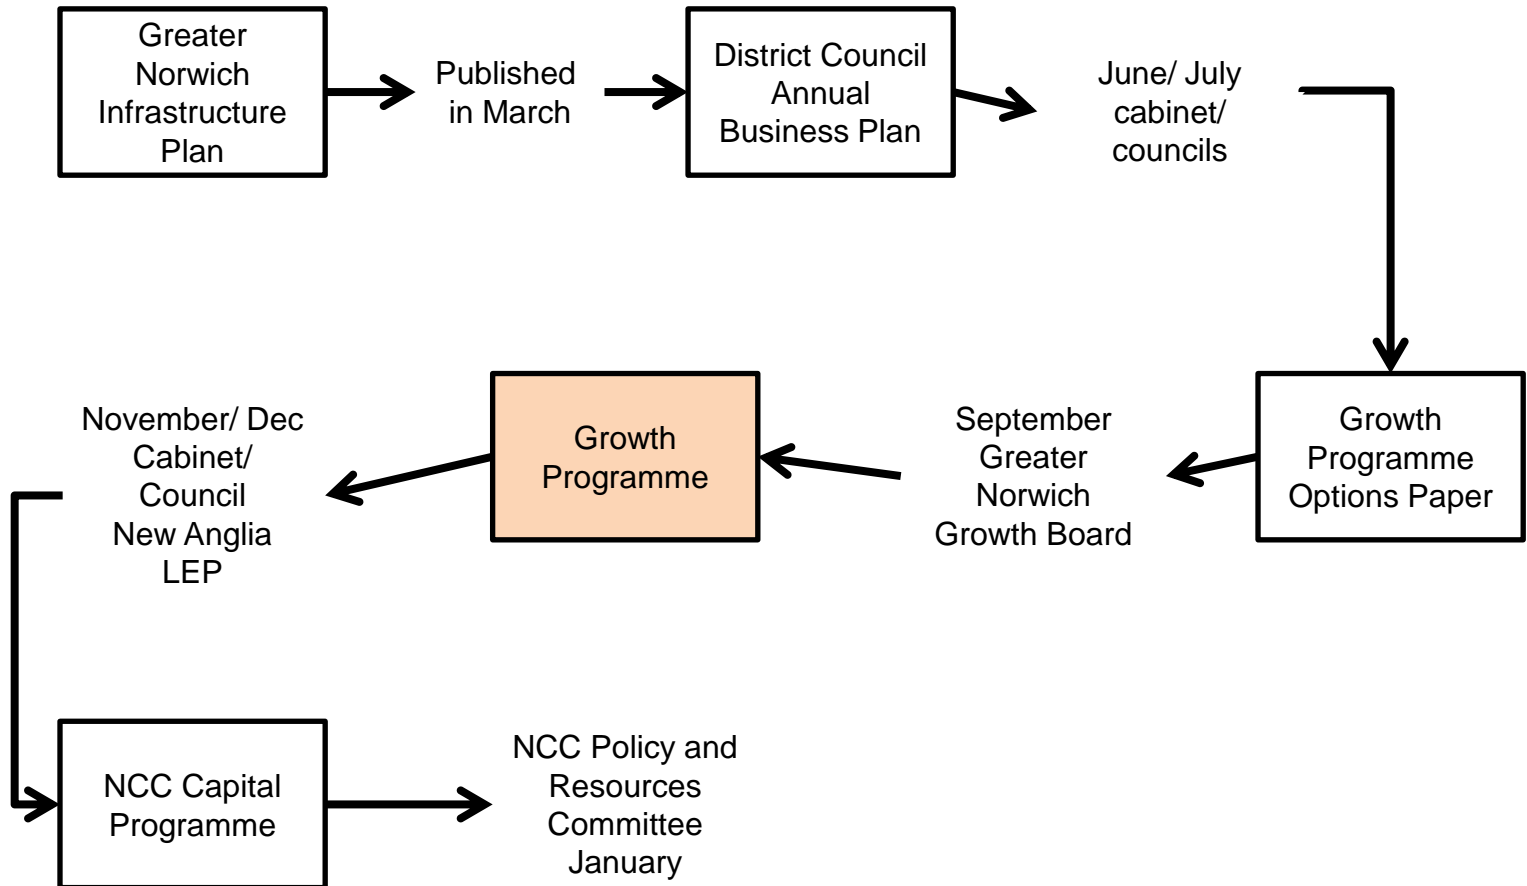 Greater
Norwich
Infrastructure
Plan
Published
in March
District Council
Annual
Business Plan
June/ July
cabinet/
councils
Growth
Programme
Options Paper
September
Greater
Norwich
Growth Board
Growth
Programme
November/ Dec
Cabinet/
Council
New Anglia
LEP
NCC Capital
Programme
NCC Policy and
Resources
Committee
January